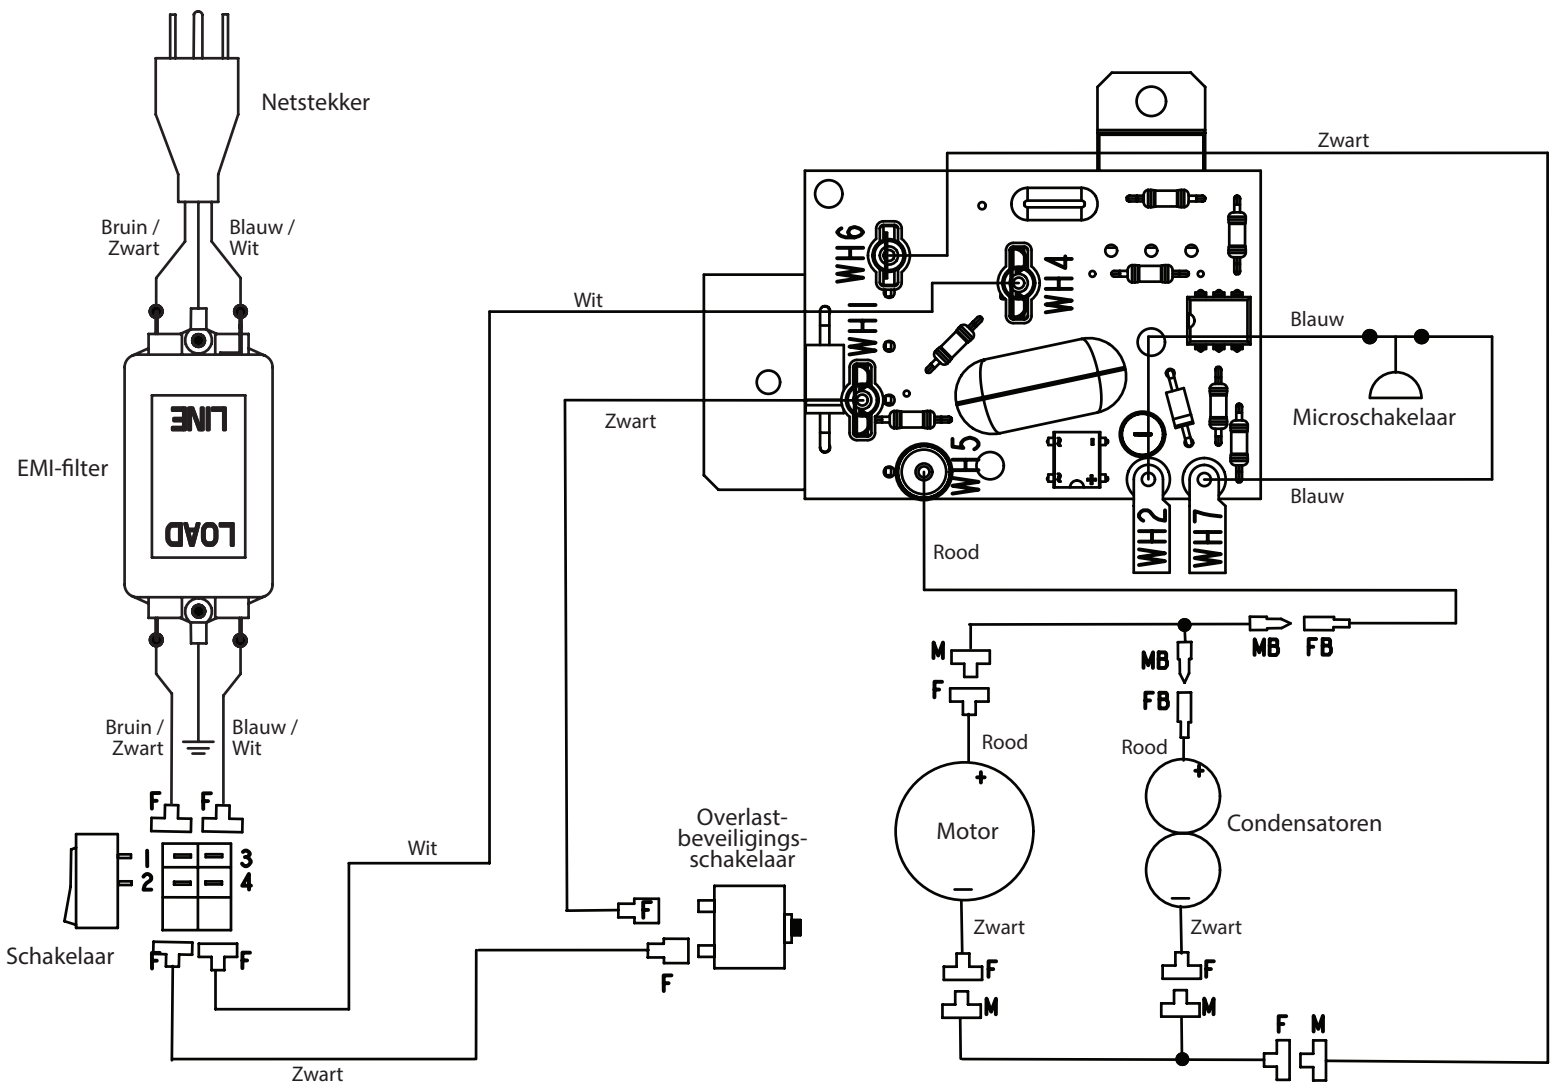 Netstekker
Bruin /
Zwart
Blauw /
Wit
LINE
EMI-filter
LOAD
Bruin /
Zwart
Blauw /
Wit
F
F
1
2
3
4
Schakelaar
F
F
Wit
Zwart
Wit
Zwart
Overlast-
beveiligings-
schakelaar
F
F
Zwart
WH6
WH4
WH1
WH5
WH2
WH7
-
+
Blauw
Microschakelaar
Blauw
Rood
M
F
MB
FB
MB
FB
Rood
Rood
+
Motor
−
+
Condensatoren
−
Zwart
Zwart
F
M
F
M
F
M